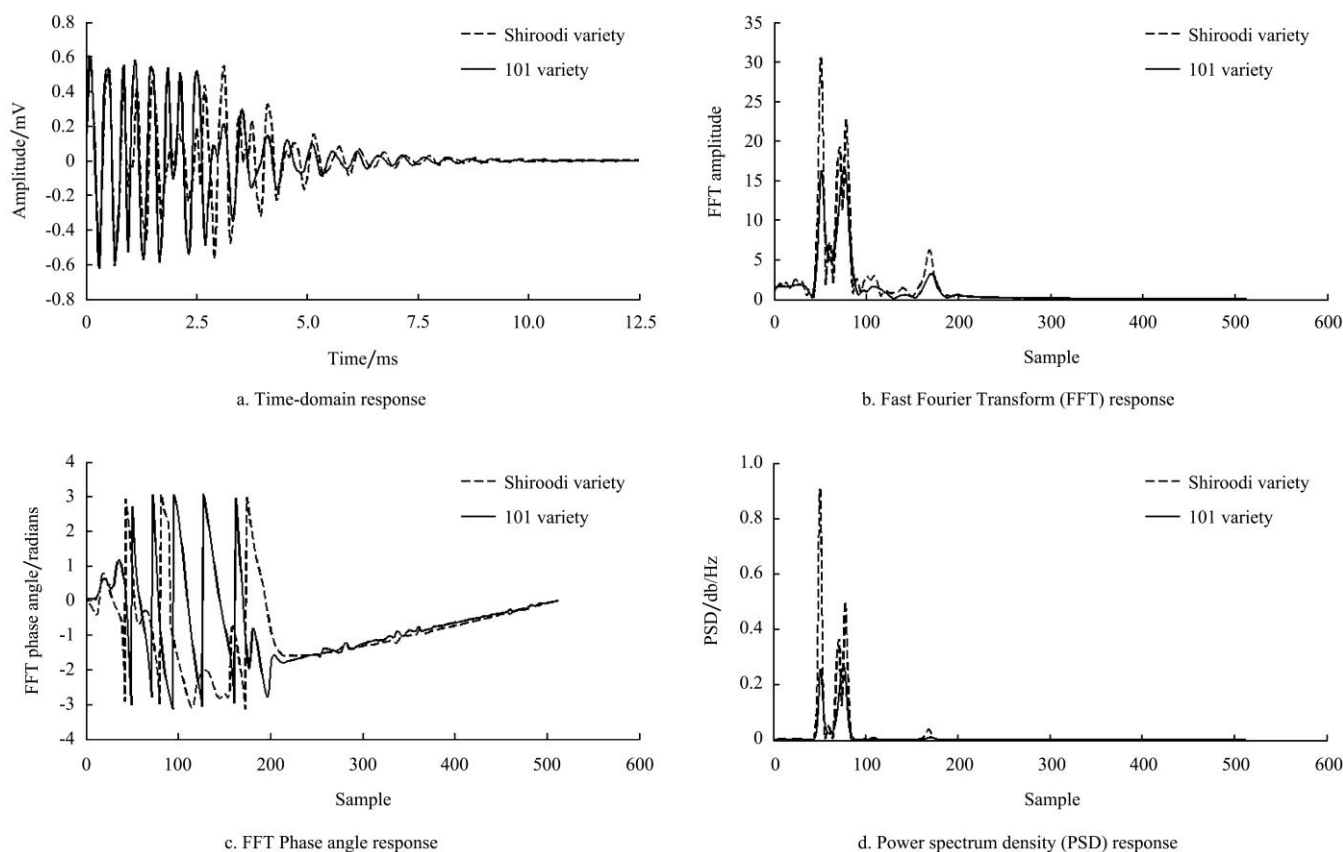 0.8
0.6
0.4
0.2
0
-0.2
-0.4
-0.6
-0.8
Amplitude/mV
Shiroodi variety
101 variety
0 2.5 5.0 7.5 10.0 12.5
Time/ms
a. Time-domain response
35
30
25
20
15
10
5
0
FFT amplitude
Shiroodi variety
101 variety
0 100 200 300 400 500 600
Sample
b. Fast Fourier Transform (FFT) response
4
3
2
1
0
-1
-2
-3
-4
FFT phase angle/radians
Shiroodi variety
101 variety
0 100 200 300 400 500 600
Sample
c. FFT Phase angle response
1.0
0.8
0.6
0.4
0.2
0
PSD/db/Hz
Shiroodi variety
101 variety
0 100 200 300 400 500 600
Sample
d. Power spectrum density (PSD) response